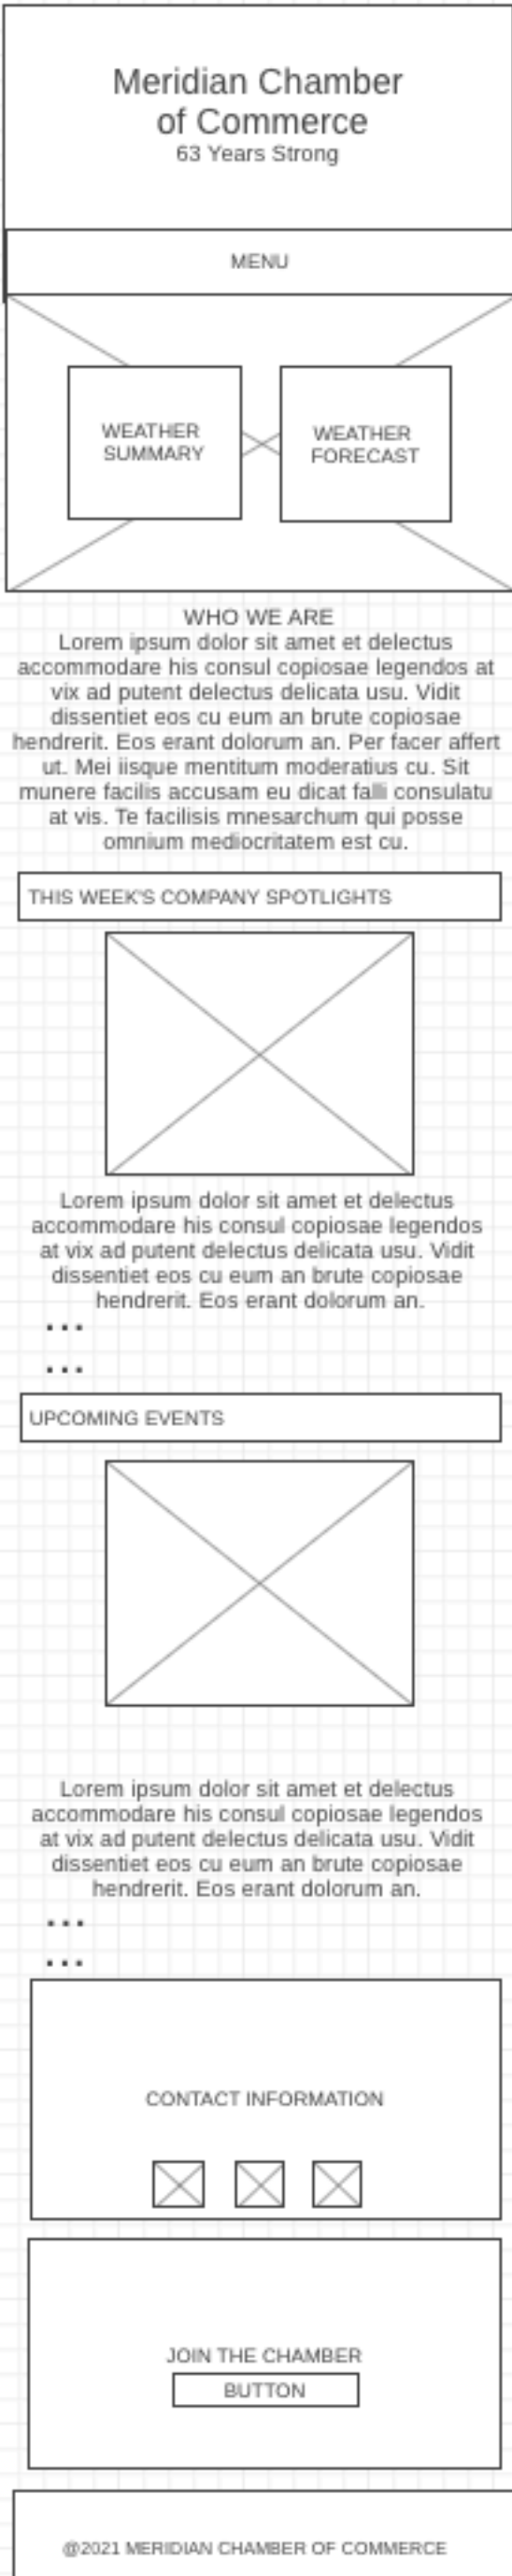 Meridian Chamber
of Commerce
63 Years Strong
MENU
WEATHER
SUMMARY
WEATHER
FORECAST
WHO WE ARE
Lorem ipsum dolor sit amet et delectus
accommodare his consul copiosae legendos at
vix ad putent delectus delicata usu. Vidit
dissentiet eos cu eum an brute copiosae
hendrerit. Eos erant dolorum an. Per facer affert
ut. Mei iisque mentitum moderatius cu. Sit
munere facilis accusam eu dicat falli consulatu
at vis. Te facilisis mnesarchum qui posse
omnium mediocritatem est cu.
THIS WEEK'S COMPANY SPOTLIGHTS
Lorem ipsum dolor sit amet et delectus
accommodare his consul copiosae legendos
at vix ad putent delectus delicata usu. Vidit
dissentiet eos cu eum an brute copiosae
hendrerit. Eos erant dolorum an.
...
...
UPCOMING EVENTS
Lorem ipsum dolor sit amet et delectus
accommodare his consul copiosae legendos
at vix ad putent delectus delicata usu. Vidit
dissentiet eos cu eum an brute copiosae
hendrerit. Eos erant dolorum an.
...
...
CONTACT INFORMATION
JOIN THE CHAMBER
BUTTON
@2021 MERIDIAN CHAMBER OF COMMERCE